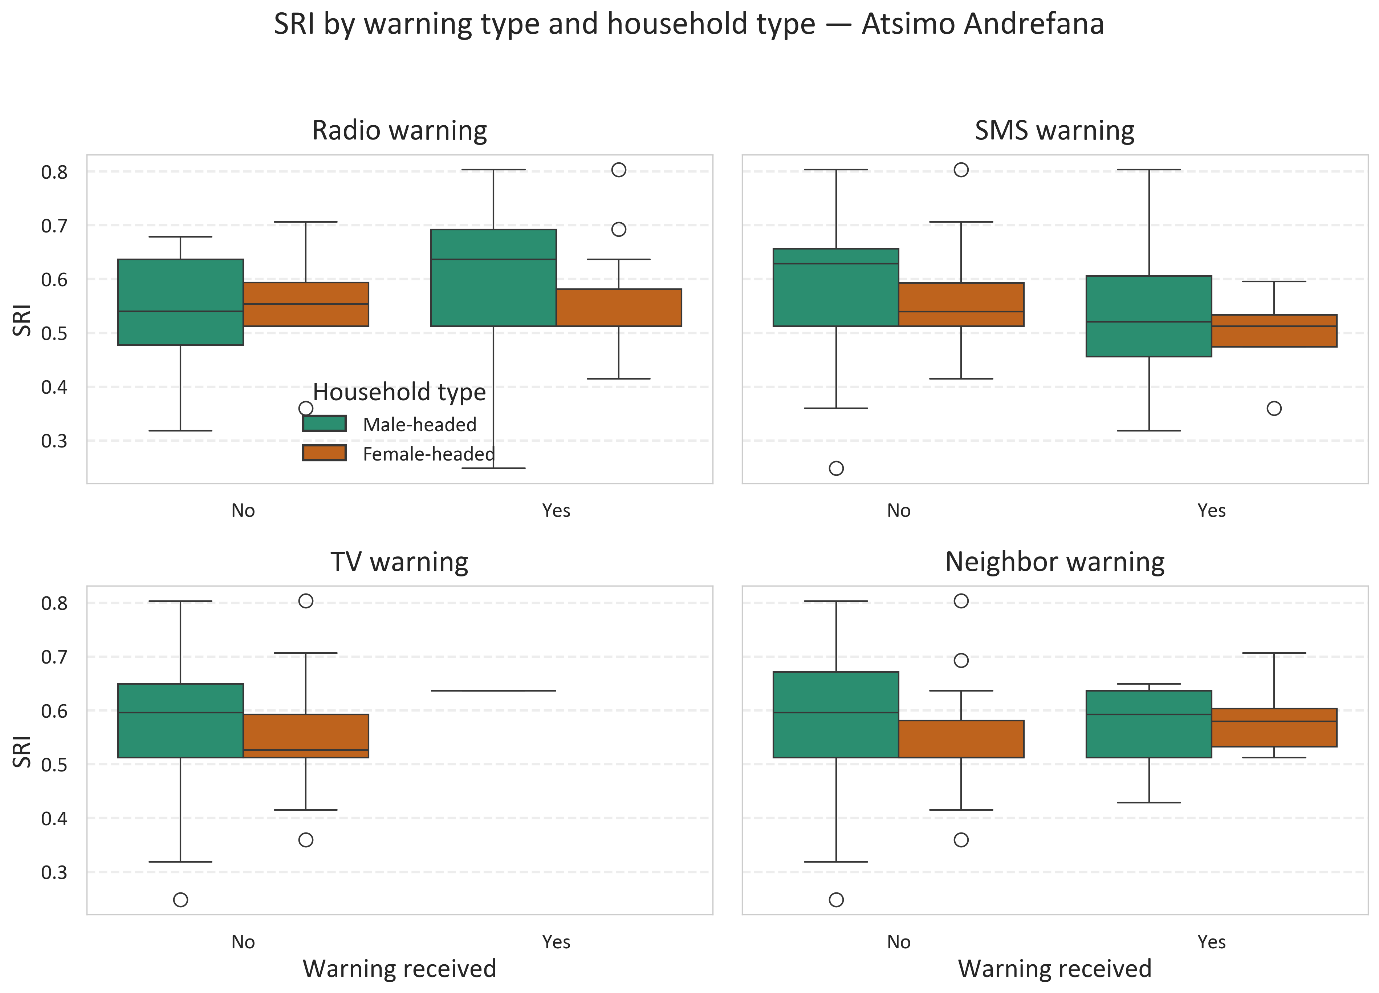 SRI by warning type and household type — Atsimo Andrefana
Radio warning
SMS warning
SRI
0.8
0.7
0.6
0.5
0.4
0.3
Household type
Male-headed
Female-headed
No
Yes
No
Yes
TV warning
Neighbor warning
SRI
0.8
0.7
0.6
0.5
0.4
0.3
No
Yes
No
Yes
Warning received
Warning received